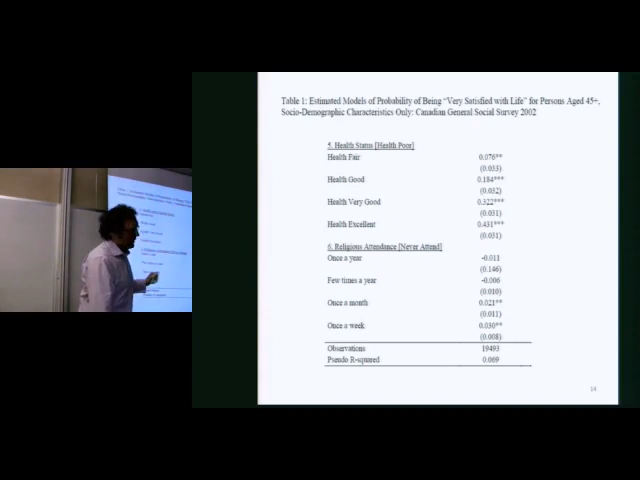 Table 1: Estimated Models of Probability of Being "Very Satisfied with Life" for Persons Aged 45+,
Socio-Demographic Characteristics Only: Canadian General Social Survey 2002
5. Health Status [Health Poor]
Health Fair 0.076**
(0.033)
Health Good 0.184***
(0.032)
Health Very Good 0.322***
(0.031)
Health Excellent 0.431***
(0.031)
6. Religious Attendance [Never Attend]
Once a year -0.011
(0.146)
Few times a year -0.006
(0.010)
Once a month 0.021**
(0.011)
Once a week 0.030**
(0.008)
Observations 19493
Pseudo R-squared 0.069
14